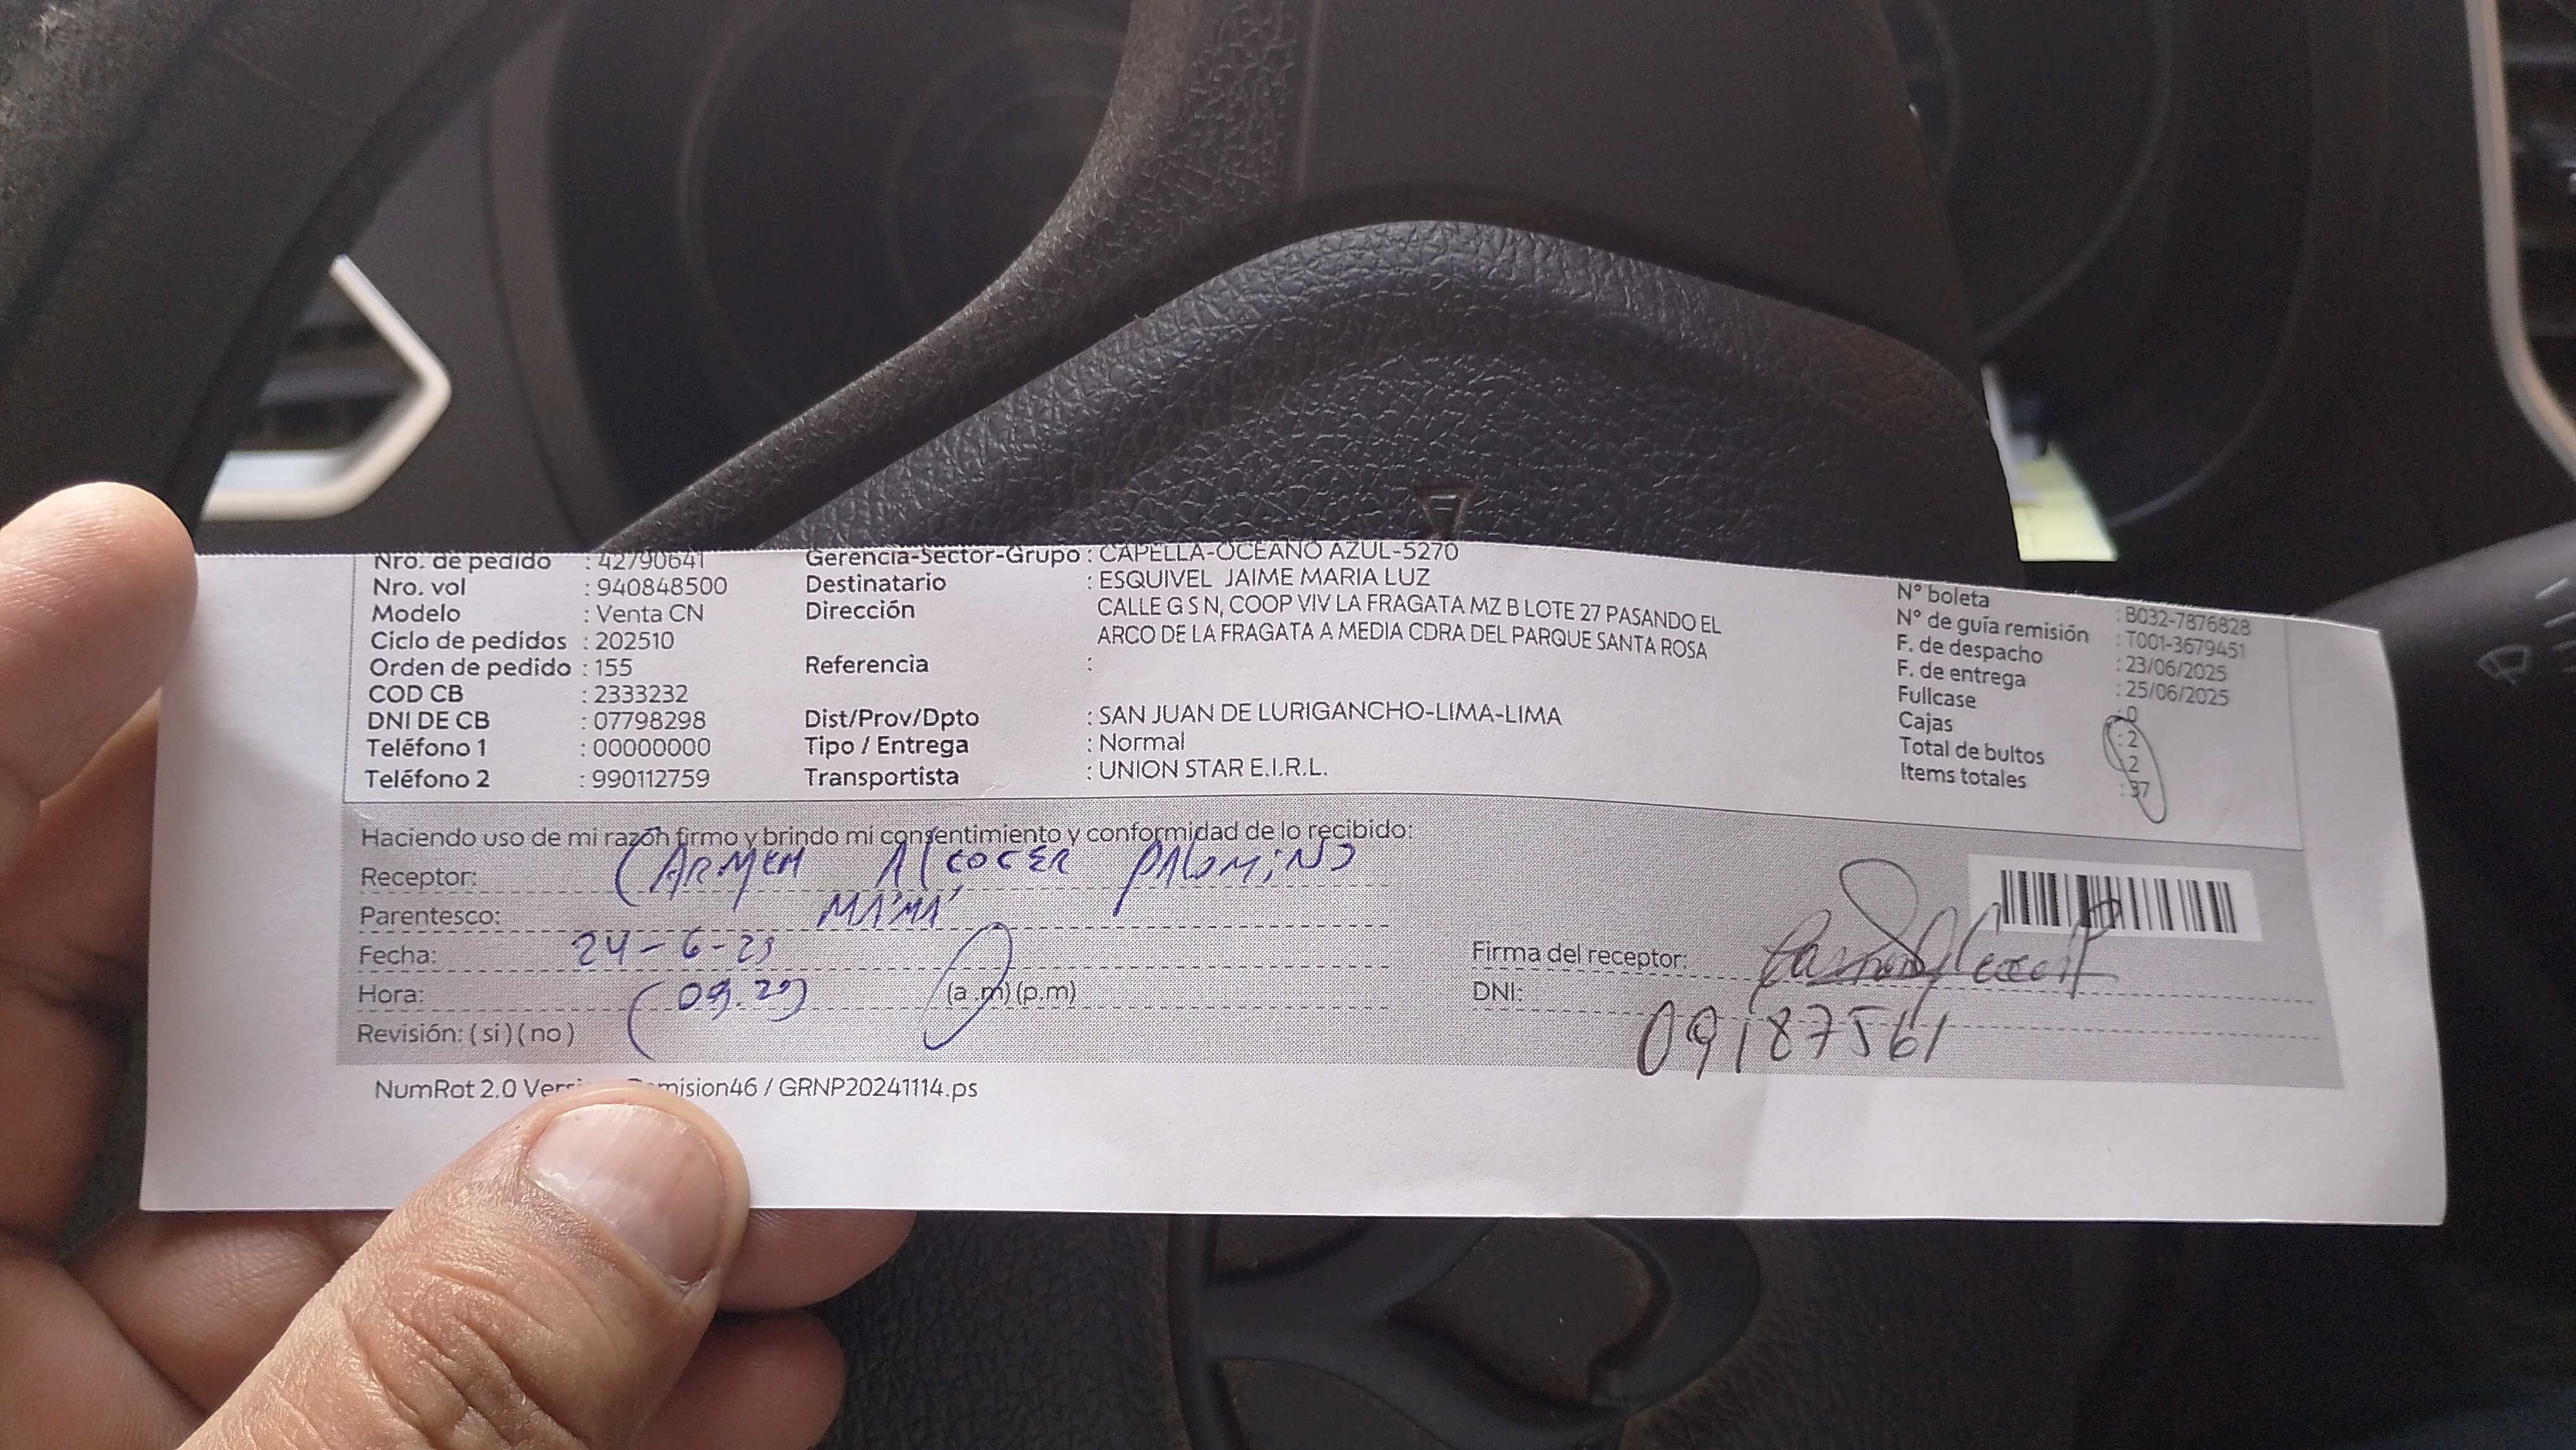 Nro. de pedido : 42790641
Nro. vol : 940848500
Modelo : Venta CN
Ciclo de pedidos : 202510
Orden de pedido : 155
COD CB : 2333232
DNI DE CB : 07798298
Teléfono 1 : 00000000
Teléfono 2 : 990112759
Gerencia-Sector-Grupo : CAPELLA-OCEANO AZUL-5270
Destinatario : ESQUIVEL JAIME MARIA LUZ
Dirección : CALLE G S N, COOP VIV LA FRAGATA MZ B LOTE 27 PASANDO EL
ARCO DE LA FRAGATA A MEDIA CDRA DEL PARQUE SANTA ROSA
Referencia :
Dist/Prov/Dpto : SAN JUAN DE LURIGANCHO-LIMA-LIMA
Tipo / Entrega : Normal
Transportista : UNION STAR E.I.R.L.
N° boleta : B032-7876828
N° de guía remisión : T001-3679451
F. de despacho : 23/06/2025
F. de entrega : 25/06/2025
Fullcase : 0
Cajas : 2
Total de bultos : 2
Items totales : 37
Haciendo uso de mi razón firmo y brindo mi consentimiento y conformidad de lo recibido:
Receptor: CARMEN AlCOCER PALOMINO
Parentesco: MAMÁ
Fecha: 24-6-25
Hora: (09.29) (a .m) (p.m)
Revisión: ( si ) ( no )
Firma del receptor:
DNI: 09187561
NumRot 2.0 / GRNP20241114.ps